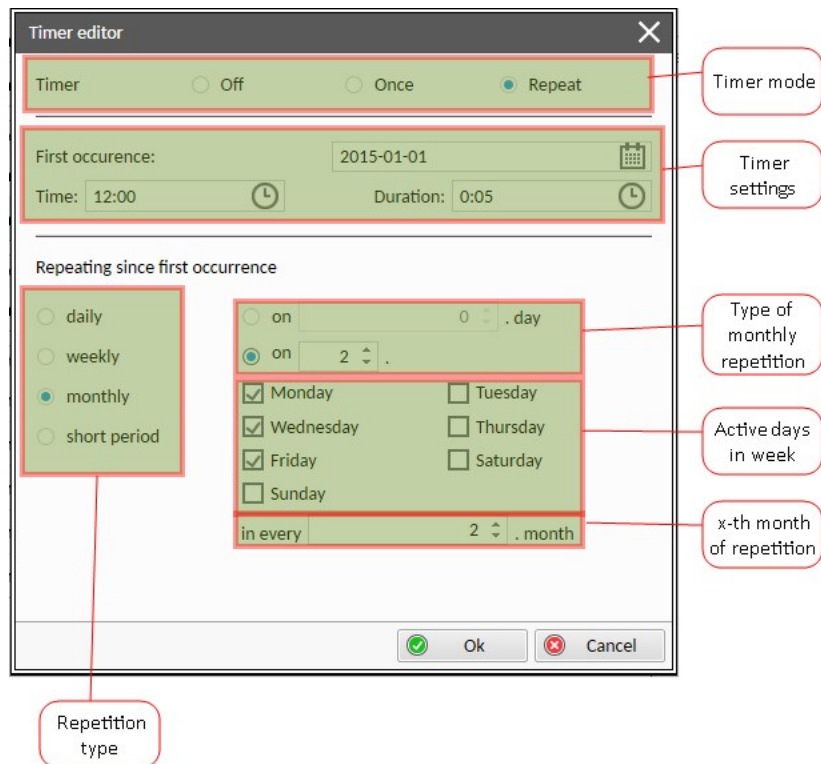 Timer editor
Timer Off Once Repeat
Timer mode
First occurence: 2015-01-01
Time: 12:00 Duration: 0:05
Timer
settings
Repeating since first occurrence
daily
weekly
monthly
short period
on 0 . day
on 2 .
Type of
monthly
repetition
Monday Tuesday
Wednesday Thursday
Friday Saturday
Sunday
Active days
in week
in every 2 . month
x-th month
of repetition
Ok Cancel
Repetition
type